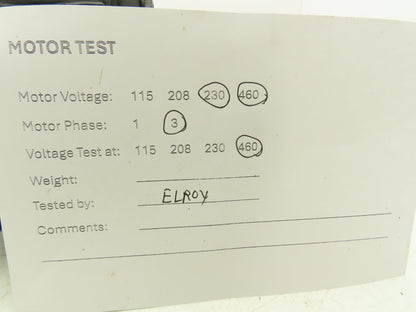 MOTOR TEST
Motor Voltage: 115 208 230 460
Motor Phase: 1 3
Voltage Test at: 115 208 230 460
Weight:
Tested by: ELROY
Comments: